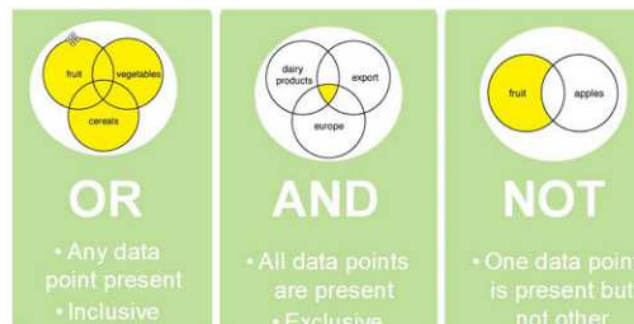 fruit
vegetables
cereals
OR
• Any data
point present
• Inclusive
dairy
products
export
europe
AND
• All data points
are present
• Exclusive
fruit
apples
NOT
• One data point
is present but
not other